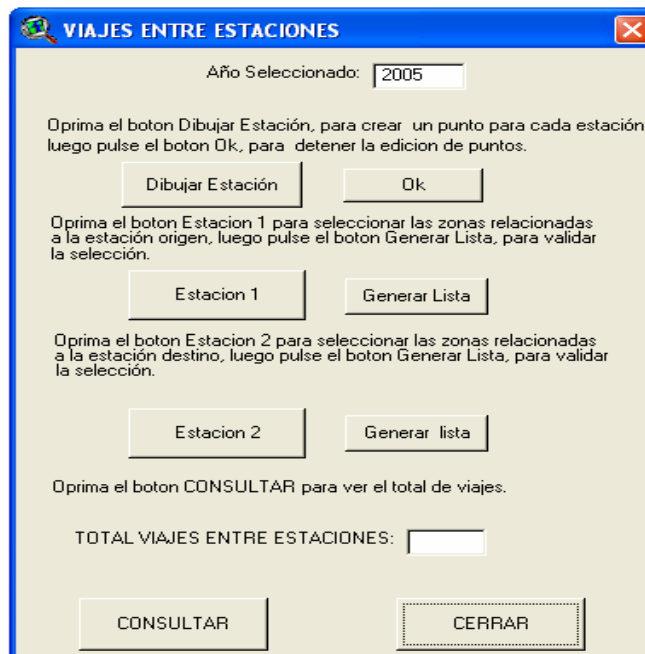 VIAJES ENTRE ESTACIONES
Año Seleccionado: 2005
Oprima el boton Dibujar Estación, para crear un punto para cada estación
luego pulse el boton Ok, para detener la edicion de puntos.
Dibujar Estación Ok
Oprima el boton Estacion 1 para seleccionar las zonas relacionadas
a la estación origen, luego pulse el boton Generar Lista, para validar
la selección.
Estacion 1 Generar Lista
Oprima el boton Estacion 2 para seleccionar las zonas relacionadas
a la estación destino, luego pulse el boton Generar Lista, para validar
la selección.
Estacion 2 Generar lista
Oprima el boton CONSULTAR para ver el total de viajes.
TOTAL VIAJES ENTRE ESTACIONES:
CONSULTAR CERRAR